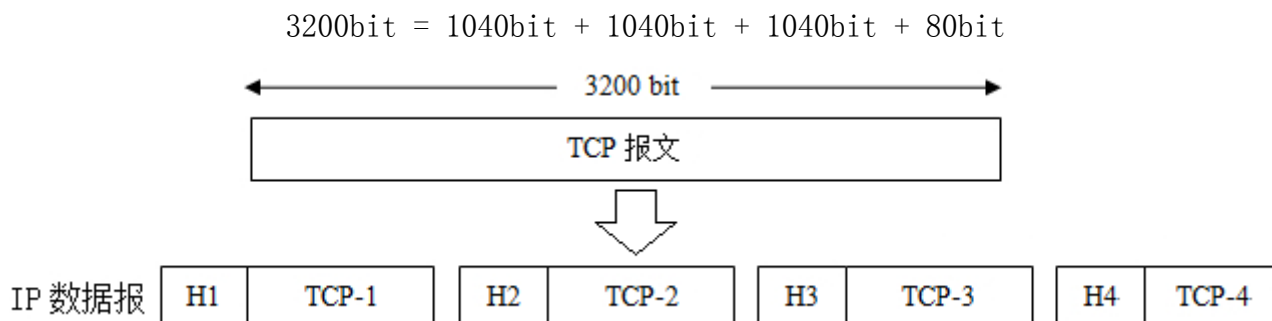 3200bit = 1040bit + 1040bit + 1040bit + 80bit
3200 bit
TCP 报文
IP 数据报 H1 TCP-1 H2 TCP-2 H3 TCP-3 H4 TCP-4